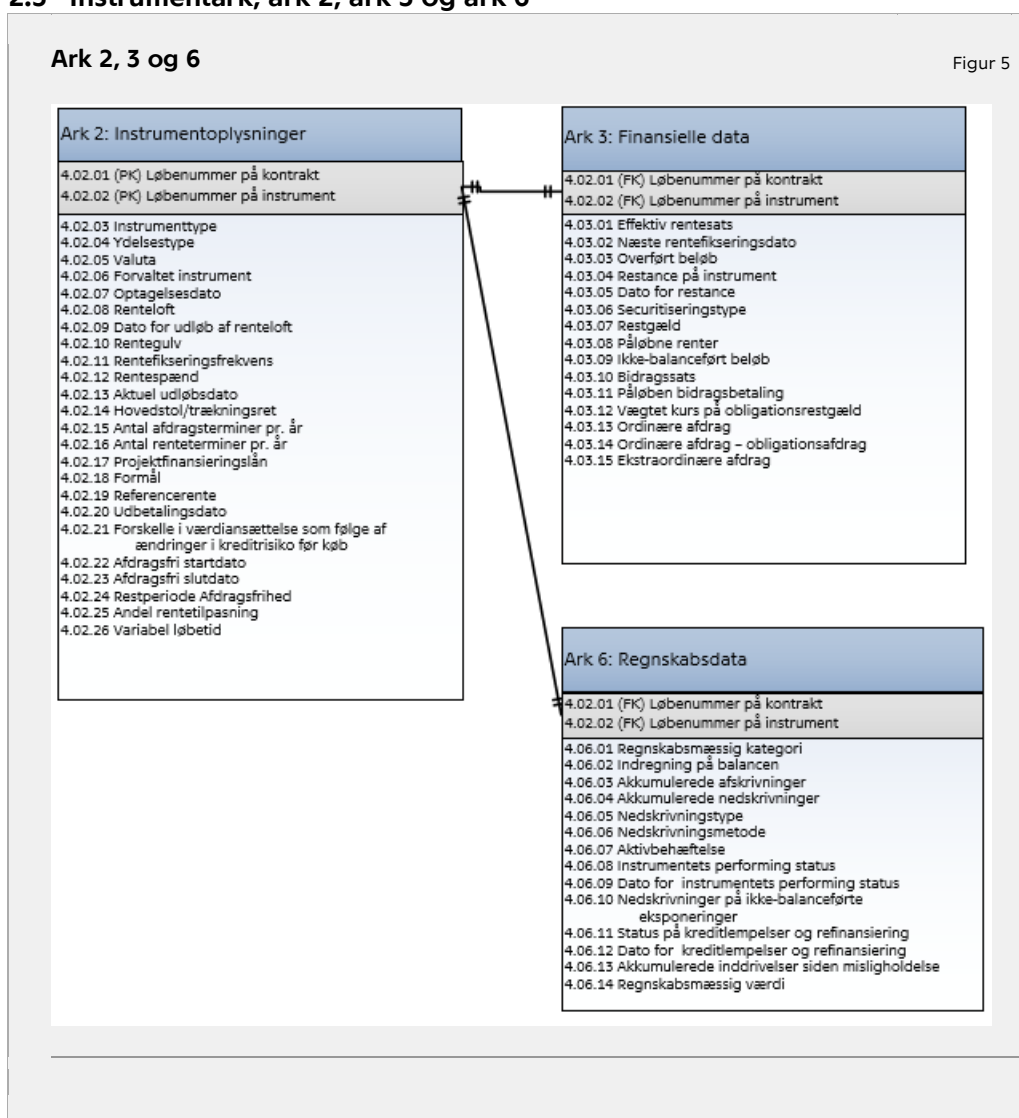 2.5 Instrumentark, ark 2, ark 3 og ark 6
Ark 2, 3 og 6
Figur 5
Ark 2: Instrumentoplysninger
4.02.01 (PK) Løbenummer på kontrakt
4.02.02 (PK) Løbenummer på instrument
4.02.03 Instrumenttype
4.02.04 Ydelsestype
4.02.05 Valuta
4.02.06 Forvaltet instrument
4.02.07 Optagelsesdato
4.02.08 Renteloft
4.02.09 Dato for udløb af renteloft
4.02.10 Rentegulv
4.02.11 Rentefikseringsfrekvens
4.02.12 Rentespænd
4.02.13 Aktuel udløbsdato
4.02.14 Hovedstol/trækningsret
4.02.15 Antal afdragsterminer pr. år
4.02.16 Antal renteterminer pr. år
4.02.17 Projektfinansieringslån
4.02.18 Formål
4.02.19 Referencerente
4.02.20 Udbetalingsdato
4.02.21 Forskelle i værdiansættelse som følge af
ændringer i kreditrisiko før køb
4.02.22 Afdragsfri startdato
4.02.23 Afdragsfri slutdato
4.02.24 Restperiode Afdragsfrihed
4.02.25 Andel rentetilpasning
4.02.26 Variabel løbetid
Ark 3: Finansielle data
4.02.01 (FK) Løbenummer på kontrakt
4.02.02 (FK) Løbenummer på instrument
4.03.01 Effektiv rentesats
4.03.02 Næste rentefikseringsdato
4.03.03 Overført beløb
4.03.04 Restance på instrument
4.03.05 Dato for restance
4.03.06 Securitiseringstype
4.03.07 Restgæld
4.03.08 Påløbne renter
4.03.09 Ikke-balanceført beløb
4.03.10 Bidragssats
4.03.11 Påløben bidragsbetaling
4.03.12 Vægtet kurs på obligationsrestgæld
4.03.13 Ordinære afdrag
4.03.14 Ordinære afdrag – obligationsafdrag
4.03.15 Ekstraordinære afdrag
Ark 6: Regnskabsdata
4.02.01 (FK) Løbenummer på kontrakt
4.02.02 (FK) Løbenummer på instrument
4.06.01 Regnskabsmæssig kategori
4.06.02 Indregning på balancen
4.06.03 Akkumulerede afskrivninger
4.06.04 Akkumulerede nedskrivninger
4.06.05 Nedskrivningstype
4.06.06 Nedskrivningsmetode
4.06.07 Aktivbehæftelse
4.06.08 Instrumentets performing status
4.06.09 Dato for instrumentets performing status
4.06.10 Nedskrivninger på ikke-balanceførte
eksponeringer
4.06.11 Status på kreditlempelser og refinansiering
4.06.12 Dato for kreditlempelser og refinansiering
4.06.13 Akkumulerede inddrivelser siden misligholdelse
4.06.14 Regnskabsmæssig værdi